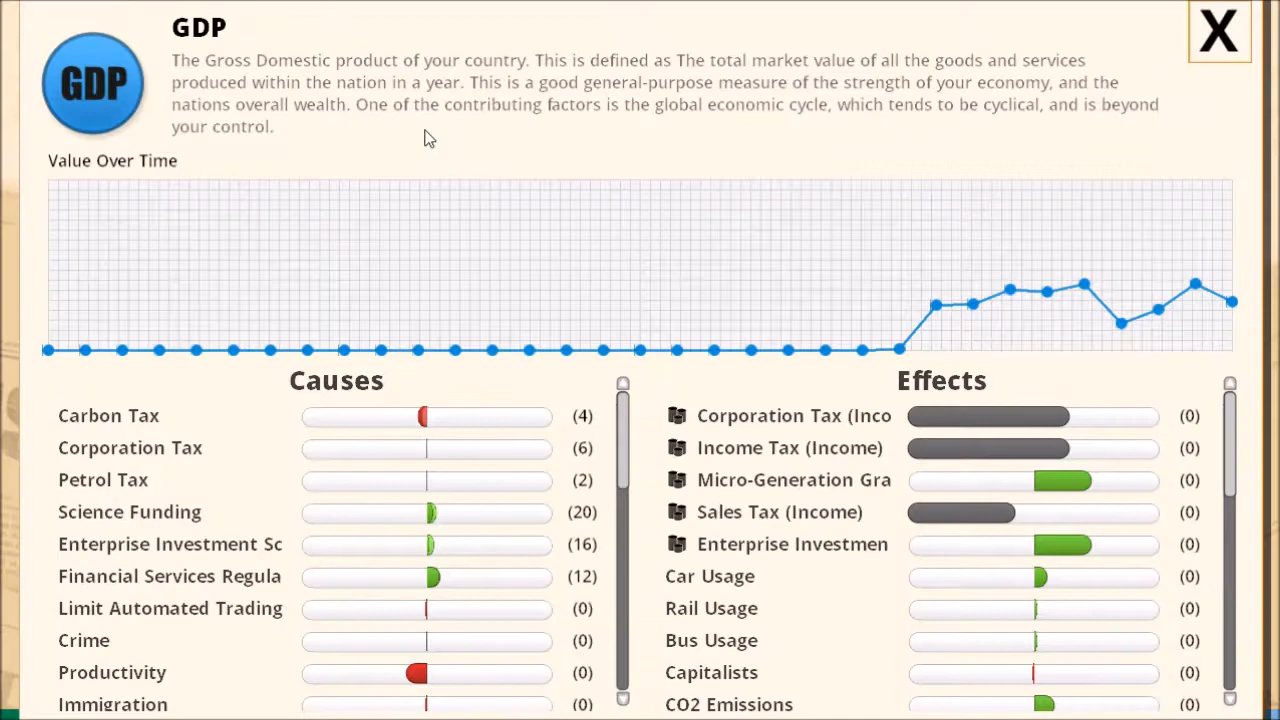 GDP
GDP
The Gross Domestic product of your country. This is defined as The total market value of all the goods and services
produced within the nation in a year. This is a good general-purpose measure of the strength of your economy, and the
nations overall wealth. One of the contributing factors is the global economic cycle, which tends to be cyclical, and is beyond
your control.
X
Value Over Time
Causes
Carbon Tax (4)
Corporation Tax (6)
Petrol Tax (2)
Science Funding (20)
Enterprise Investment Sc (16)
Financial Services Regula (12)
Limit Automated Trading (0)
Crime (0)
Productivity (0)
Immigration (0)
Effects
Corporation Tax (Inco (0)
Income Tax (Income) (0)
Micro-Generation Gra (0)
Sales Tax (Income) (0)
Enterprise Investmen (0)
Car Usage (0)
Rail Usage (0)
Bus Usage (0)
Capitalists (0)
CO2 Emissions (0)